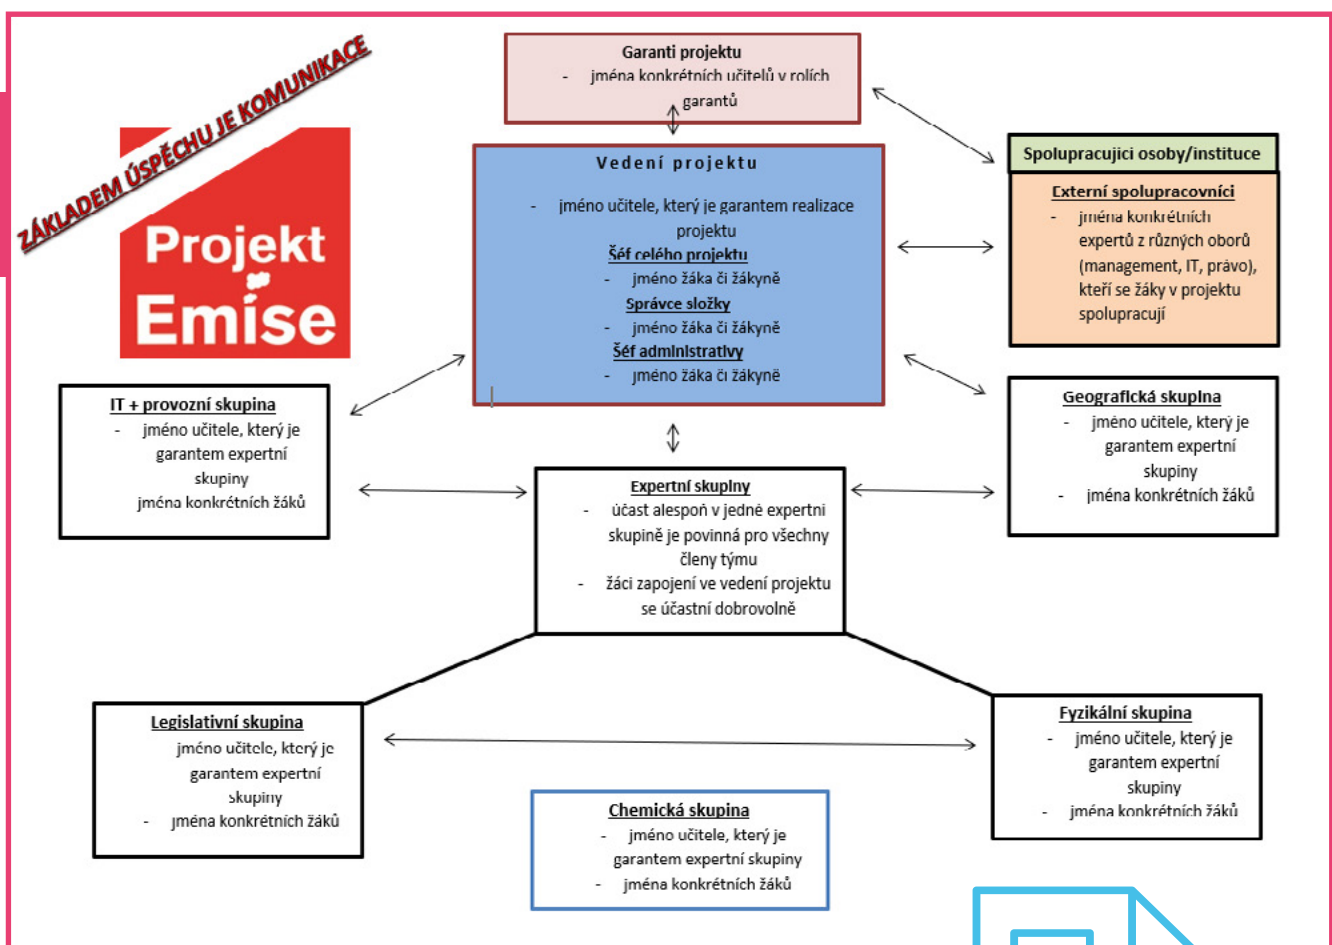 ZÁKLADEM ÚSPĚCHU JE KOMUNIKACE
Projekt
Emise
Garanti projektu
- jména konkrétních učitelů v rolích
garantů
Vedení projektu
- jméno učitele, který je garantem realizace
projektu
Šéf celého projektu
- jméno žáka či žákyně
Správce složky
- jméno žáka či žákyně
Šéf administrativy
- jméno žáka či žákyně
Spolupracující osoby/instituce
Externí spolupracovníci
- jména konkrétních
expertů z různých oborů
(management, IT, právo),
kteří se žáky v projektu
spolupracují
IT + provozní skupina
- jméno učitele, který je
garantem expertní
skupiny
jména konkrétních žáků
Expertní skupiny
- účast alespoň v jedné expertní
skupině je povinná pro všechny
členy týmu
- žáci zapojení ve vedení projektu
se účastní dobrovolně
Geografická skupina
- jméno učitele, který je
garantem expertní
skupiny
- jména konkrétních žáků
Legislativní skupina
jméno učitele, který je
garantem expertní
skupiny
- jména konkrétních žáků
Chemická skupina
- jméno učitele, který je
garantem expertní skupiny
- jména konkrétních žáků
Fyzikální skupina
- jméno učitele, který je
garantem expertní
skupiny
- jména konkrétních žáků